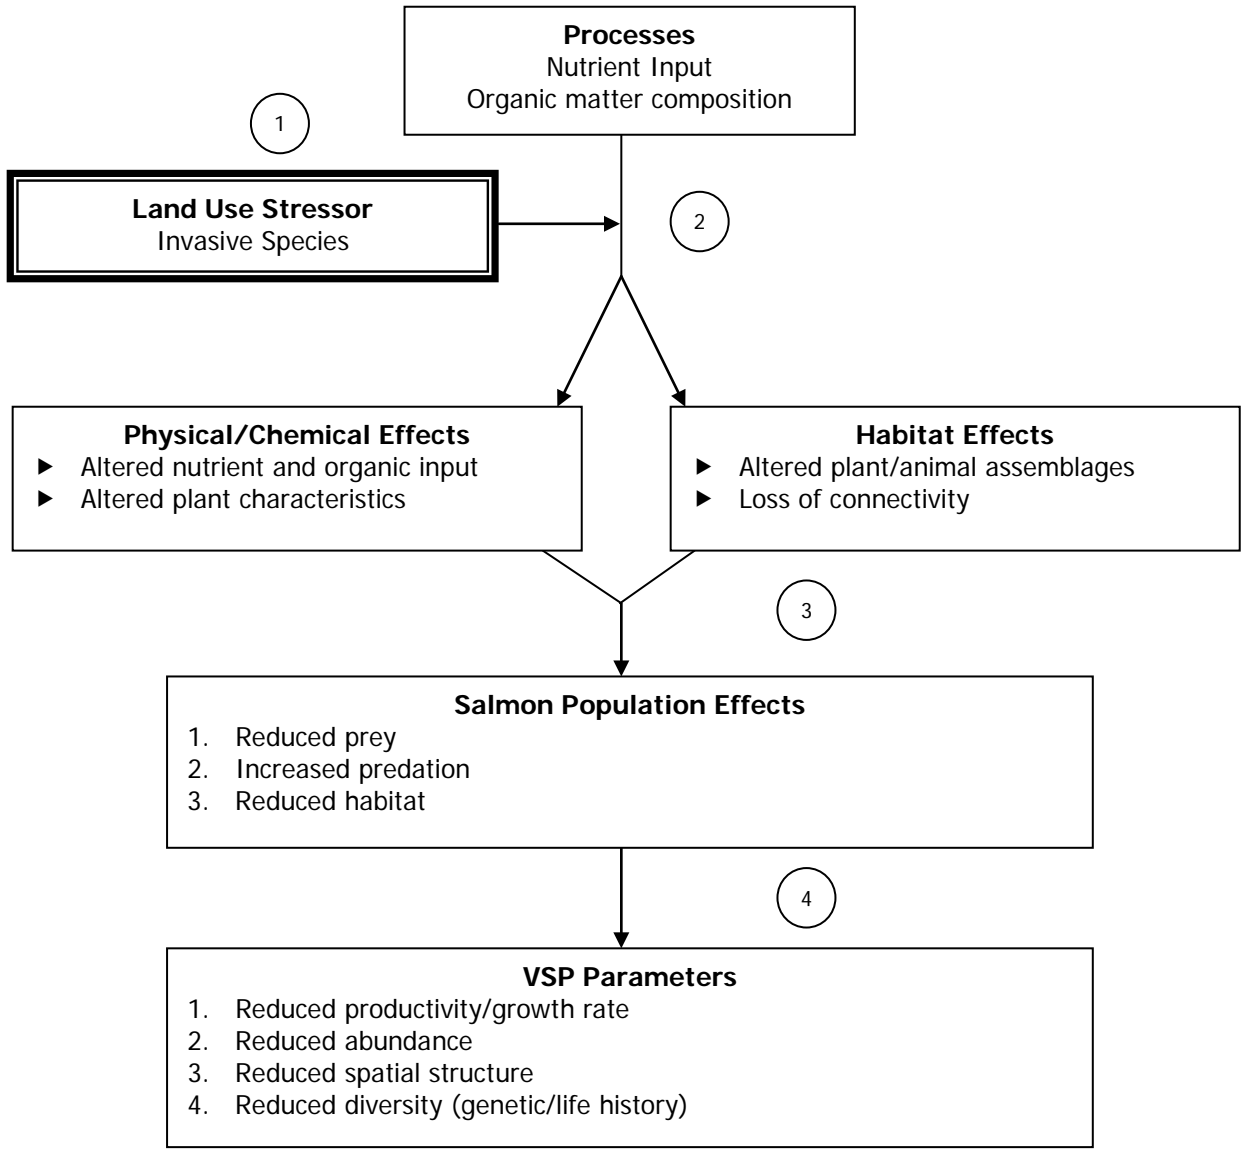 Processes
Nutrient Input
Organic matter composition
1
Land Use Stressor
Invasive Species
2
Physical/Chemical Effects
► Altered nutrient and organic input
► Altered plant characteristics
Habitat Effects
► Altered plant/animal assemblages
► Loss of connectivity
3
Salmon Population Effects
1. Reduced prey
2. Increased predation
3. Reduced habitat
4
VSP Parameters
1. Reduced productivity/growth rate
2. Reduced abundance
3. Reduced spatial structure
4. Reduced diversity (genetic/life history)